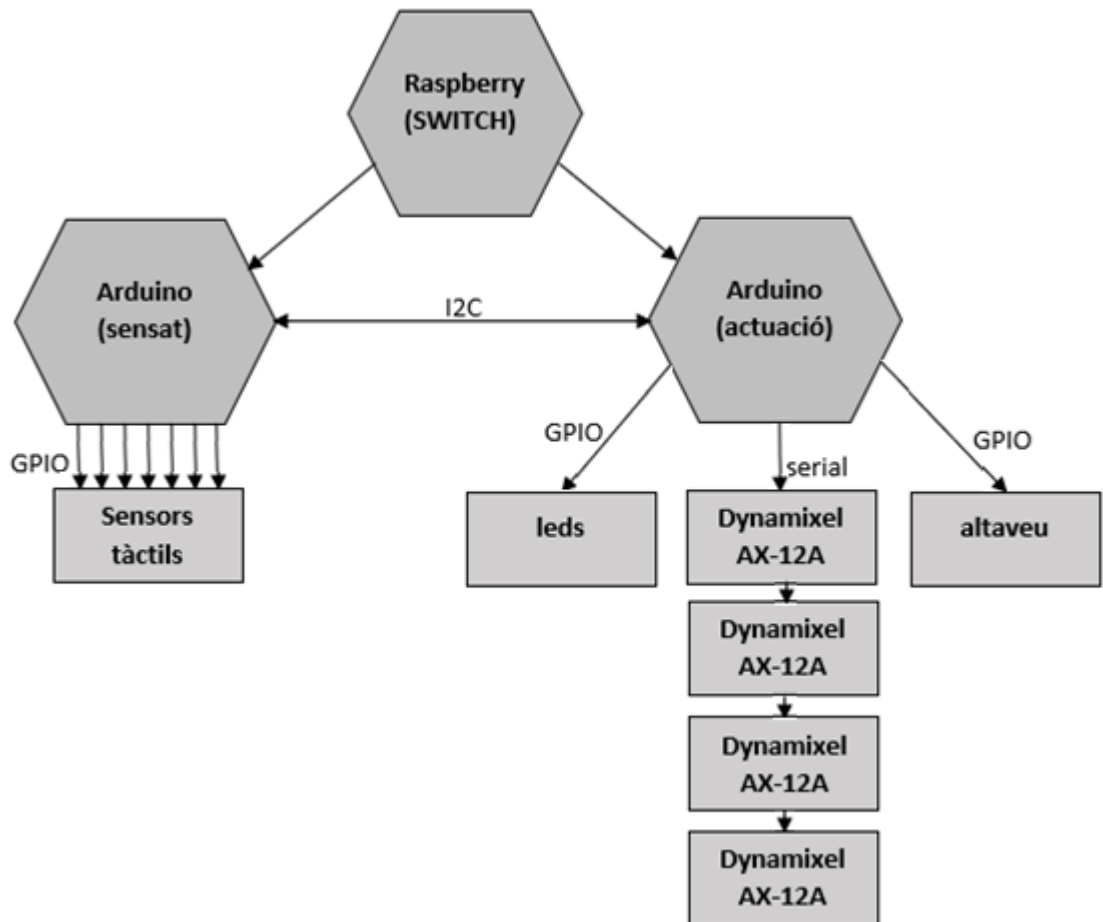 Raspberry
(SWITCH)
Arduino
(sensat)
I2C
Arduino
(actuació)
GPIO
GPIO
serial
GPIO
Sensors
tàctils
leds
Dynamixel
AX-12A
altaveu
Dynamixel
AX-12A
Dynamixel
AX-12A
Dynamixel
AX-12A